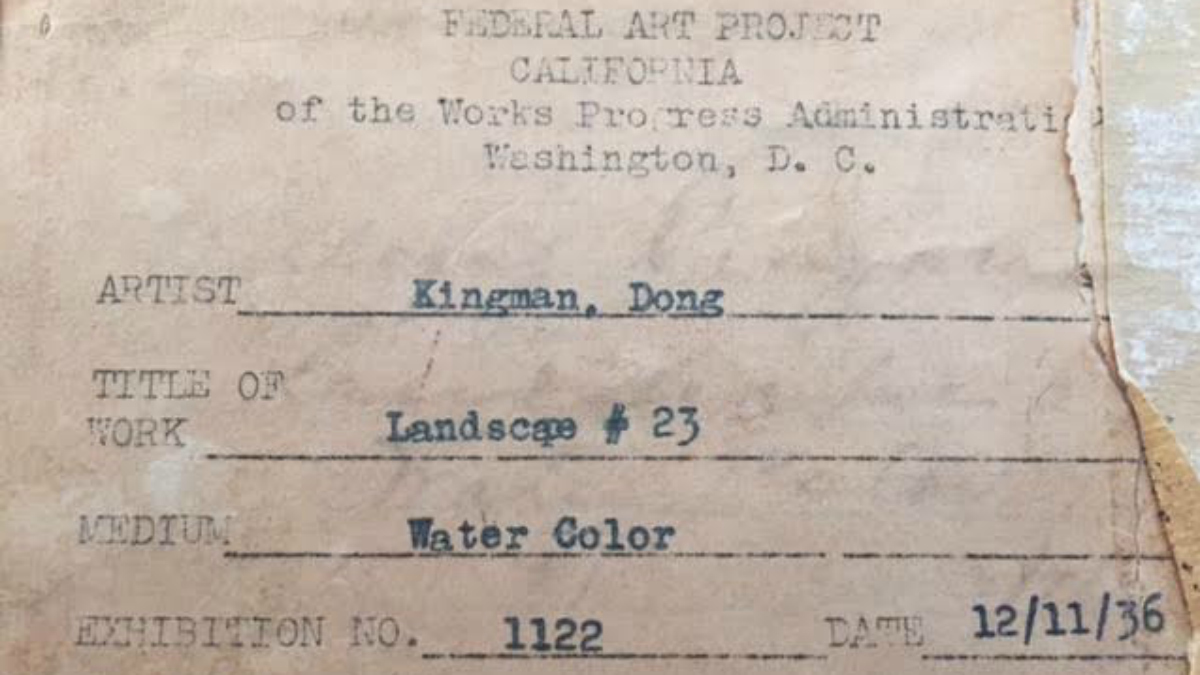 FEDERAL ART PROJECT
CALIFORNIA
of the Works Progress Administrati
Washington, D. C.
ARTIST Kingman, Dong
TITLE OF
WORK Landscape # 23
MEDIUM Water Color
EXHIBITION NO. 1122 DATE 12/11/36